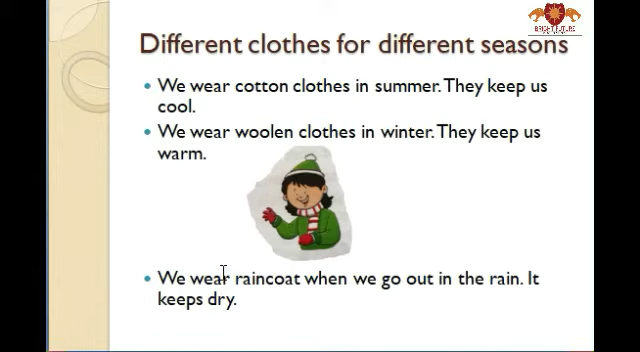 BRIGHT FUTURE
Different clothes for different seasons
• We wear cotton clothes in summer. They keep us
cool.
• We wear woolen clothes in winter. They keep us
warm.
• We wear raincoat when we go out in the rain. It
keeps dry.